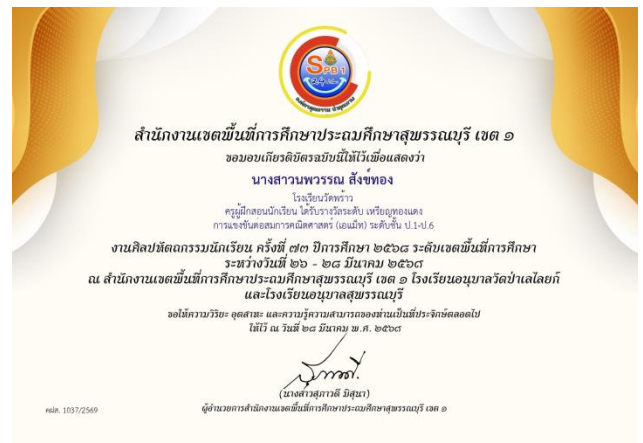 SPB1
สำนักงานเขตพื้นที่การศึกษาประถมศึกษาสุพรรณบุรี เขต ๑
ขอมอบเกียรติบัตรฉบับนี้ให้ไว้เพื่อแสดงว่า
นางสาวนพวรรณ สังข์ทอง
โรงเรียนวัดพร้าว
ครูผู้ฝึกสอนนักเรียน ได้รับรางวัลระดับ เหรียญทองแดง
การแข่งขันต่อสมการคณิตศาสตร์ (เอแม็ท) ระดับชั้น ป.1-ป.6
งานศิลปหัตถกรรมนักเรียน ครั้งที่ ๗๓ ปีการศึกษา ๒๕๖๘ ระดับเขตพื้นที่การศึกษา
ระหว่างวันที่ ๒๖ - ๒๘ มีนาคม ๒๕๖๙
ณ สำนักงานเขตพื้นที่การศึกษาประถมศึกษาสุพรรณบุรี เขต ๑ โรงเรียนอนุบาลวัดป่าเลไลยก์
และโรงเรียนอนุบาลสุพรรณบุรี
ขอให้ความวิริยะ อุตสาหะ และความรู้ความสามารถของท่านเป็นที่ประจักษ์ตลอดไป
ให้ไว้ ณ วันที่ ๒๘ มีนาคม พ.ศ. ๒๕๖๙
(นางสาวสุภาวดี มิสุนา)
ผู้อำนวยการสำนักงานเขตพื้นที่การศึกษาประถมศึกษาสุพรรณบุรี เขต ๑
1037/2569